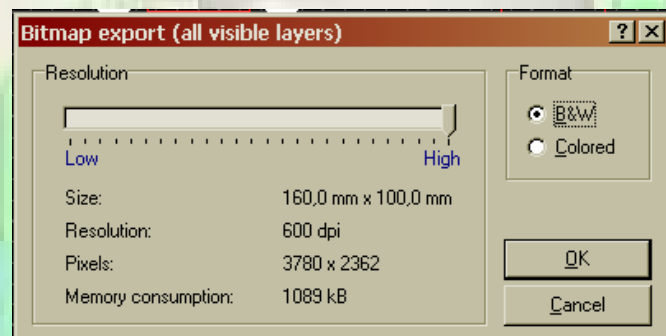 Bitmap export (all visible layers)
Resolution
Low High
Size: 160,0 mm x 100,0 mm
Resolution: 600 dpi
Pixels: 3780 x 2362
Memory consumption: 1089 kB
Format
B&W
Colored
OK
Cancel